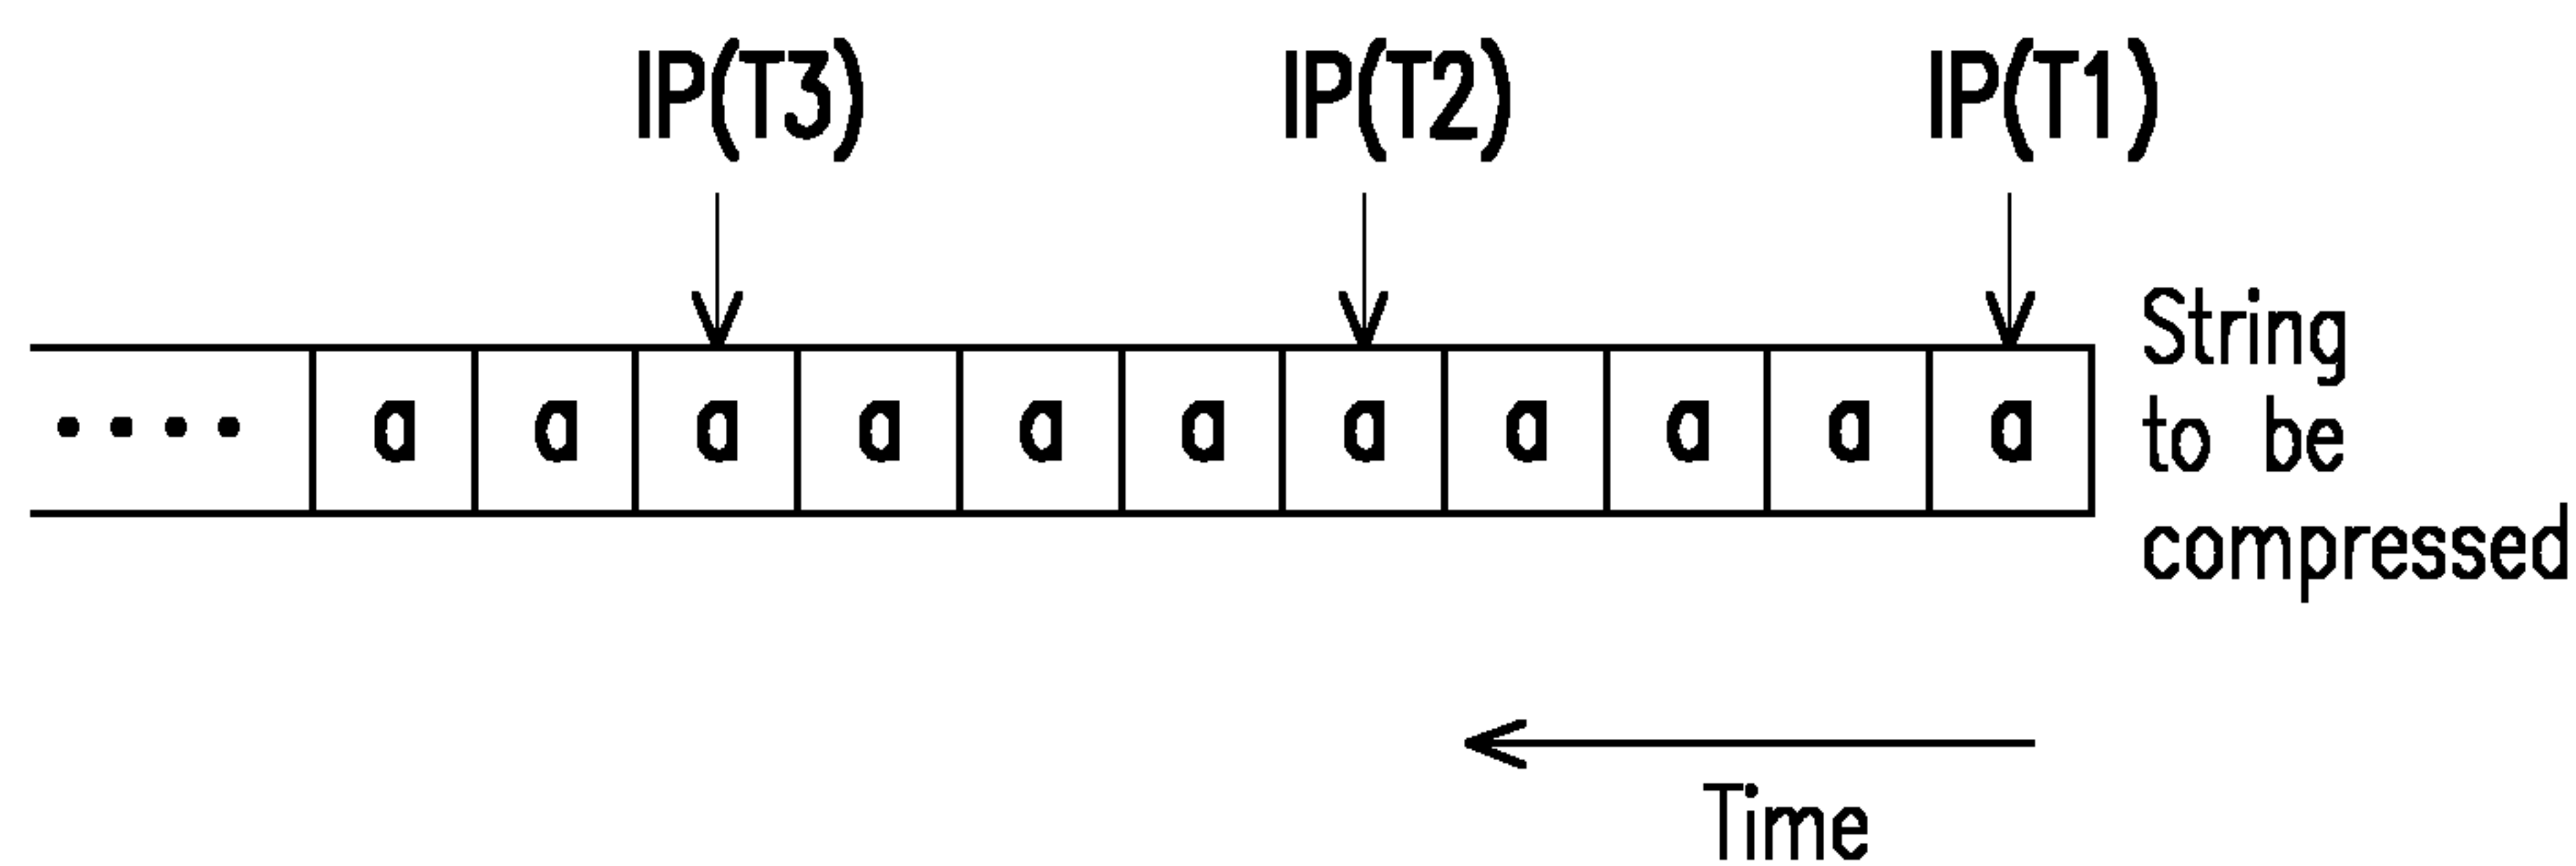 IP(T3) IP(T2) IP(T1)
.... a a a a a a a a a a a
String
to be
compressed
Time